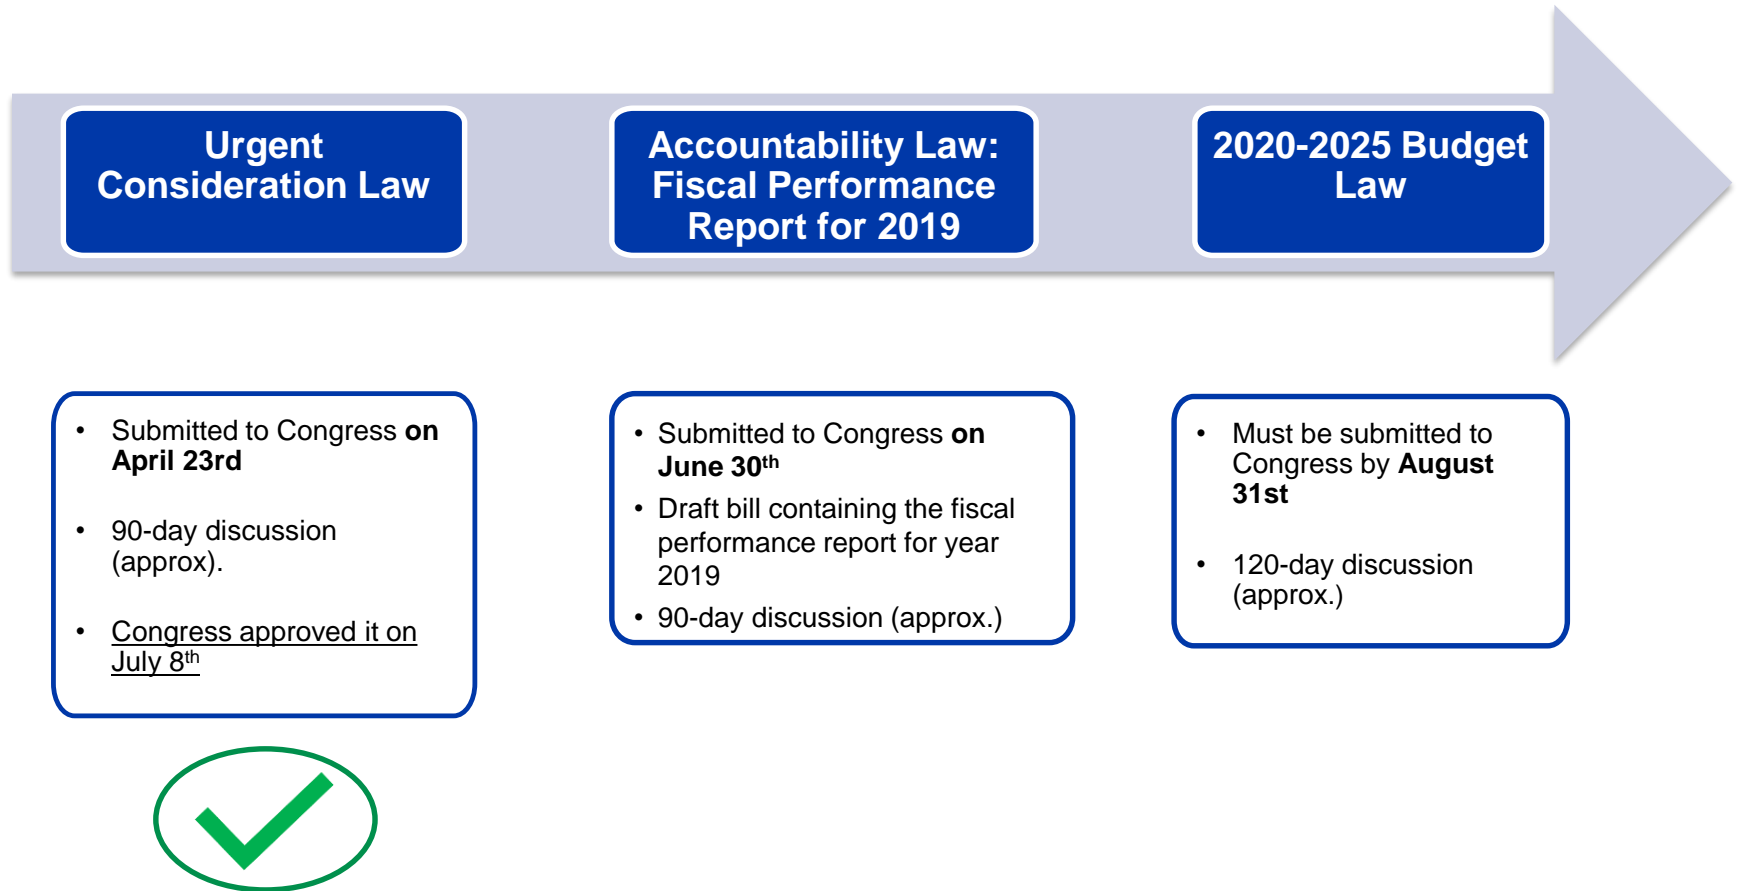 Urgent
Consideration Law
Accountability Law:
Fiscal Performance
Report for 2019
2020-2025 Budget
Law
• Submitted to Congress on
April 23rd
• 90-day discussion
(approx).
• Congress approved it on
July 8th
• Submitted to Congress on
June 30th
• Draft bill containing the fiscal
performance report for year
2019
• 90-day discussion (approx.)
• Must be submitted to
Congress by August
31st
• 120-day discussion
(approx.)